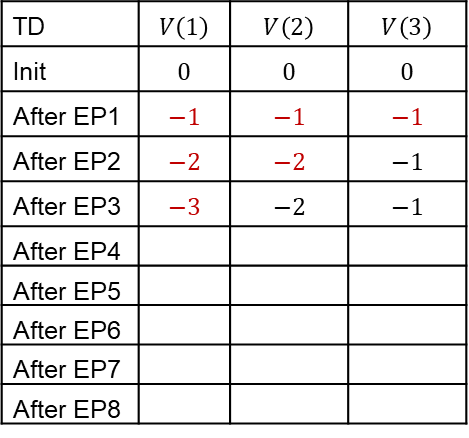 TD V(1) V(2) V(3)
Init 0 0 0
After EP1 −1 −1 −1
After EP2 −2 −2 −1
After EP3 −3 −2 −1
After EP4
After EP5
After EP6
After EP7
After EP8